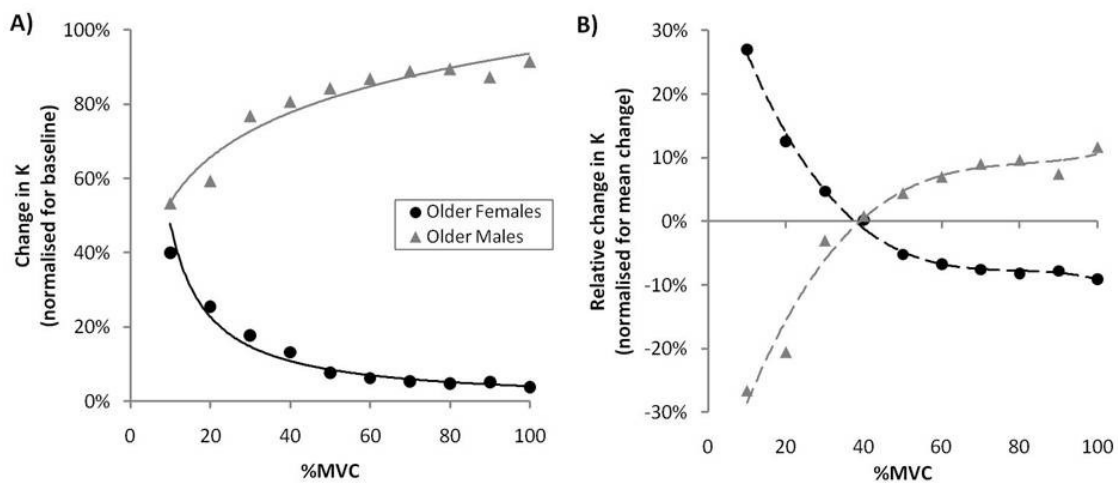 A)
Change in K
(normalised for baseline)
100%
80%
60%
40%
20%
0%
0
20
40
60
80
100
%MVC
Older Females
Older Males
B)
Relative change in K
(normalised for mean change)
30%
20%
10%
0%
-10%
-20%
-30%
0
20
40
60
80
100
%MVC